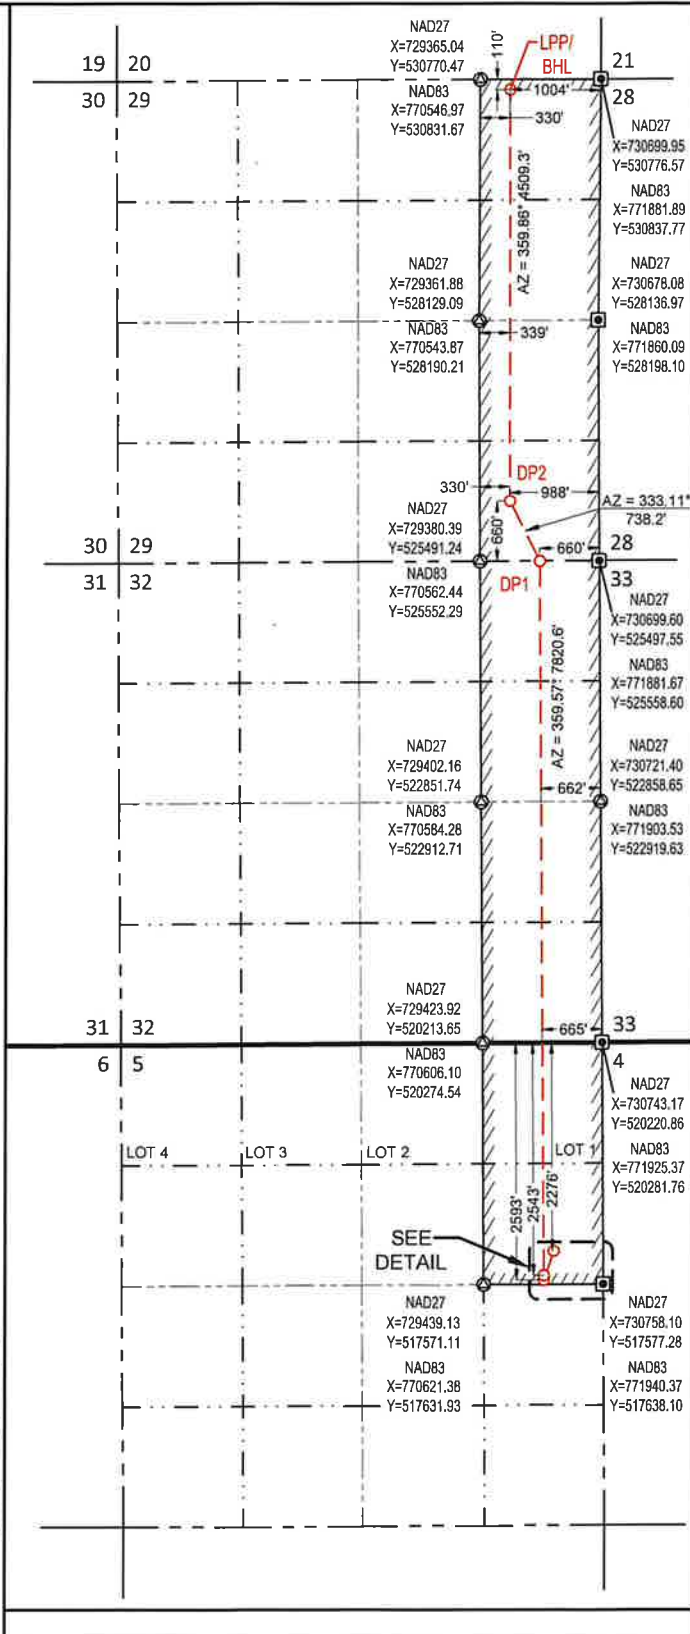 NAD27
X=729365.04
Y=530770.47
110'
LPP/
BHL
19 20
21
30 29
28
1004'
NAD83
X=770546.97
Y=530831.67
330'
NAD27
X=730699.95
Y=530776.57
NAD83
X=771881.89
Y=530837.77
AZ = 359.86° 4509.3'
NAD27
X=729361.88
Y=528129.09
NAD27
X=730678.08
Y=528136.97
NAD83
X=770543.87
Y=528190.21
339'
NAD83
X=771860.09
Y=528198.10
DP2
330'
988'
AZ = 333.11°
738.2'
NAD27
X=729380.39
Y=525491.24
660'
660'
30 29
28
31 32
33
DP1
NAD83
X=770562.44
Y=525552.29
NAD27
X=730699.60
Y=525497.55
NAD83
X=771881.67
Y=525558.60
AZ = 359.57° 7820.6'
NAD27
X=729402.16
Y=522851.74
NAD27
X=730721.40
Y=522858.65
662'
NAD83
X=770584.28
Y=522912.71
NAD83
X=771903.53
Y=522919.63
NAD27
X=729423.92
Y=520213.65
31 32
33
665'
6 5
4
NAD83
X=770606.10
Y=520274.54
NAD27
X=730743.17
Y=520220.86
NAD83
X=771925.37
Y=520281.76
LOT 4
LOT 3
LOT 2
LOT 1
2593'
2543'
2276'
SEE
DETAIL
NAD27
X=729439.13
Y=517571.11
NAD27
X=730758.10
Y=517577.28
NAD83
X=770621.38
Y=517631.93
NAD83
X=771940.37
Y=517638.10